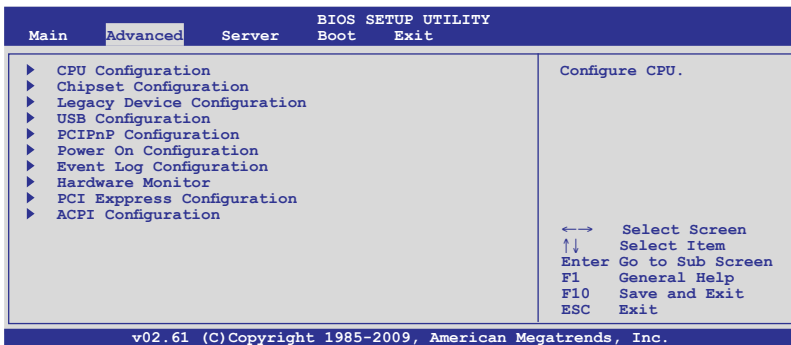 BIOS SETUP UTILITY
Main Advanced Server Boot Exit
CPU Configuration
Chipset Configuration
Legacy Device Configuration
USB Configuration
PCIPnP Configuration
Power On Configuration
Event Log Configuration
Hardware Monitor
PCI Exppress Configuration
ACPI Configuration
Configure CPU.
←→ Select Screen
↑↓ Select Item
Enter Go to Sub Screen
F1 General Help
F10 Save and Exit
ESC Exit
v02.61 (C)Copyright 1985-2009, American Megatrends, Inc.